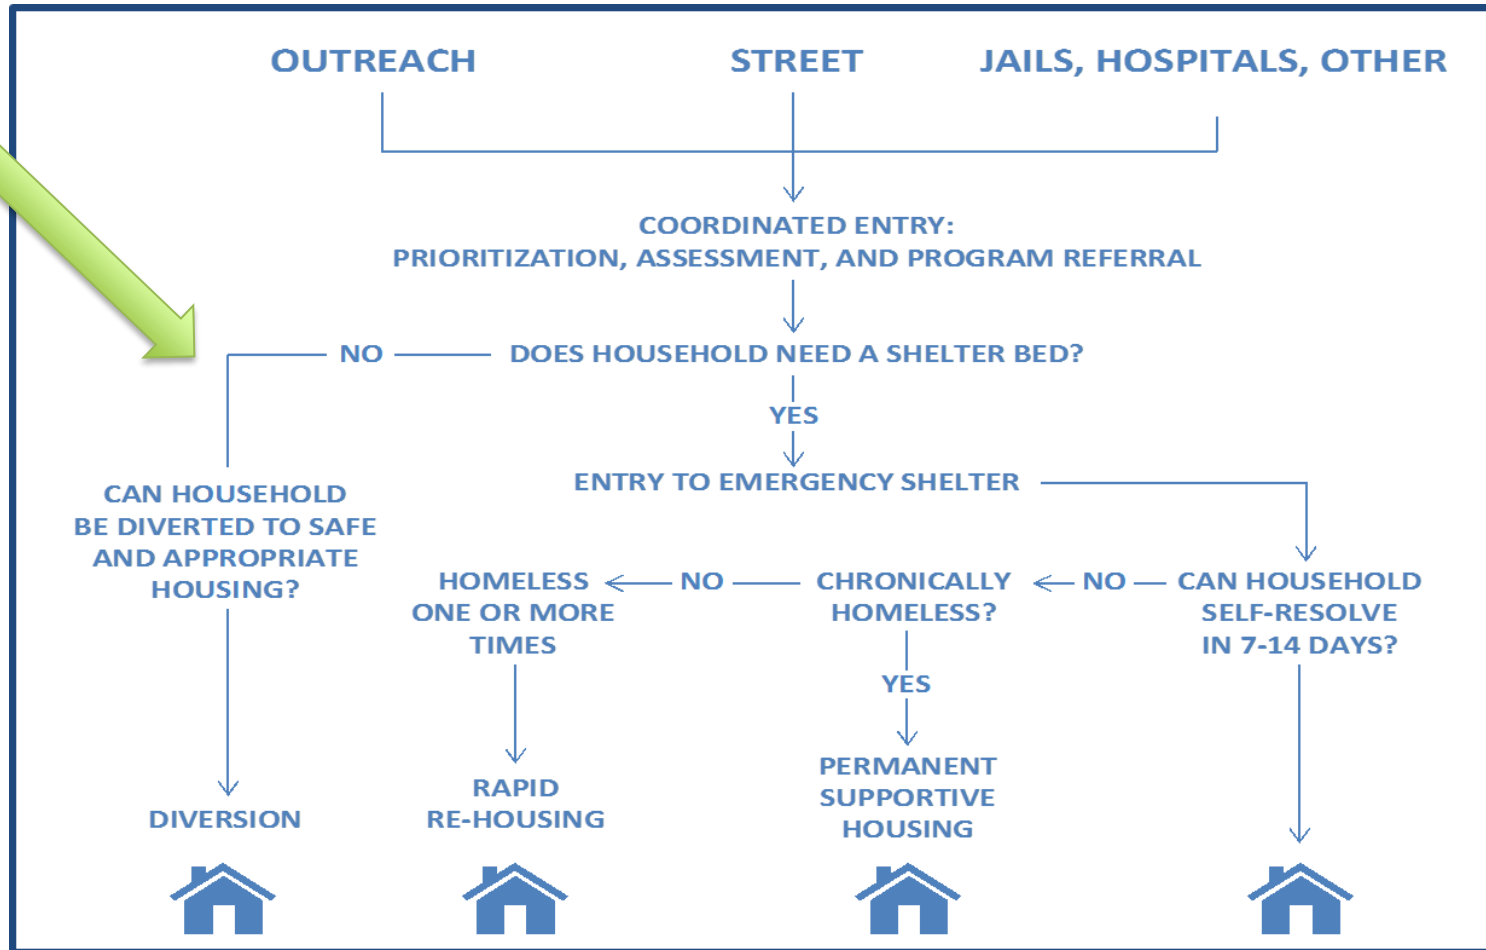 OUTREACH
STREET
JAILS, HOSPITALS, OTHER
COORDINATED ENTRY:
PRIORITIZATION, ASSESSMENT, AND PROGRAM REFERRAL
NO
DOES HOUSEHOLD NEED A SHELTER BED?
YES
ENTRY TO EMERGENCY SHELTER
CAN HOUSEHOLD
BE DIVERTED TO SAFE
AND APPROPRIATE
HOUSING?
HOMELESS
ONE OR MORE
TIMES
NO
CHRONICALLY
HOMELESS?
NO
CAN HOUSEHOLD
SELF-RESOLVE
IN 7-14 DAYS?
YES
DIVERSION
RAPID
RE-HOUSING
PERMANENT
SUPPORTIVE
HOUSING